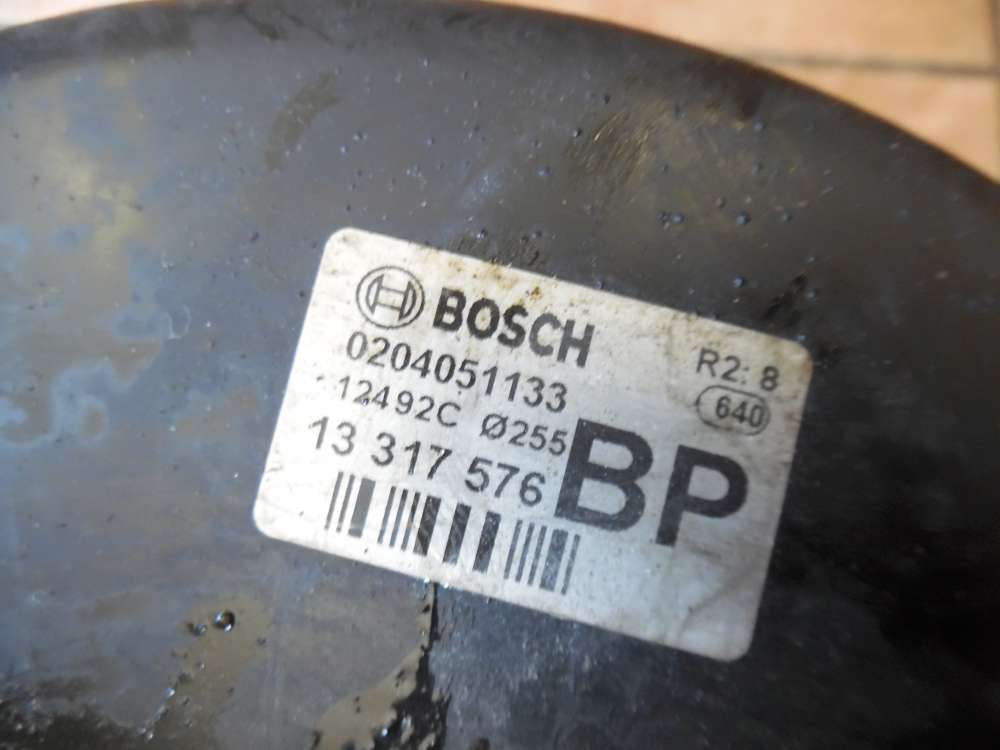 BOSCH
R2: 8
0204051133
640
12492C Ø255
13 317 576
BP